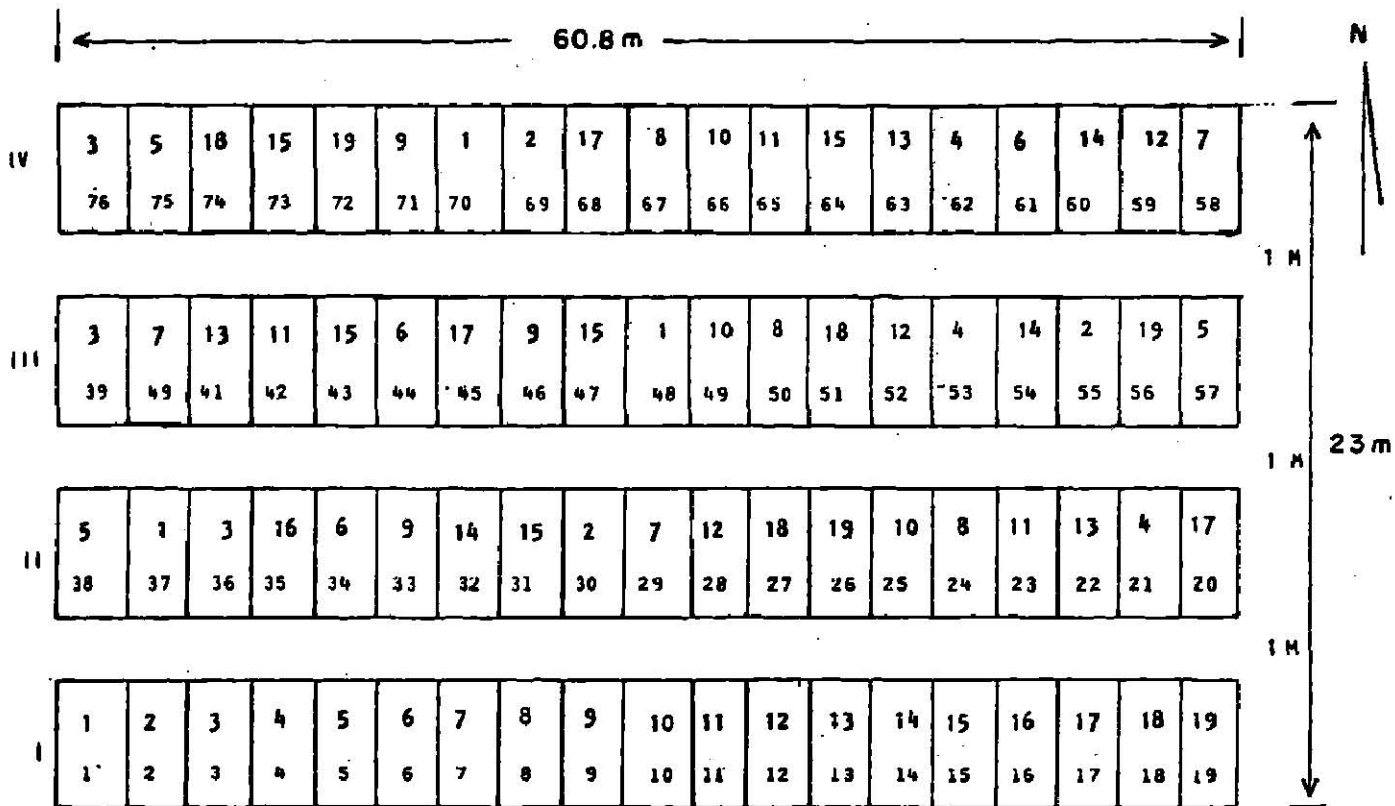 60.8 m
N
IV
3 5 18 15 19 9 1 2 17 8 10 11 15 13 4 6 14 12 7
76 75 74 73 72 71 70 69 68 67 66 65 64 63 62 61 60 59 58
1 M
III
3 7 13 11 15 6 17 9 15 1 10 8 18 12 4 14 2 19 5
39 49 41 42 43 44 45 46 47 48 49 50 51 52 53 54 55 56 57
1 M
23 m
II
5 1 3 16 6 9 14 15 2 7 12 18 19 10 8 11 13 4 17
38 37 36 35 34 33 32 31 30 29 28 27 26 25 24 23 22 21 20
1 M
I
1 2 3 4 5 6 7 8 9 10 11 12 13 14 15 16 17 18 19
1 2 3 4 5 6 7 8 9 10 11 12 13 14 15 16 17 18 19